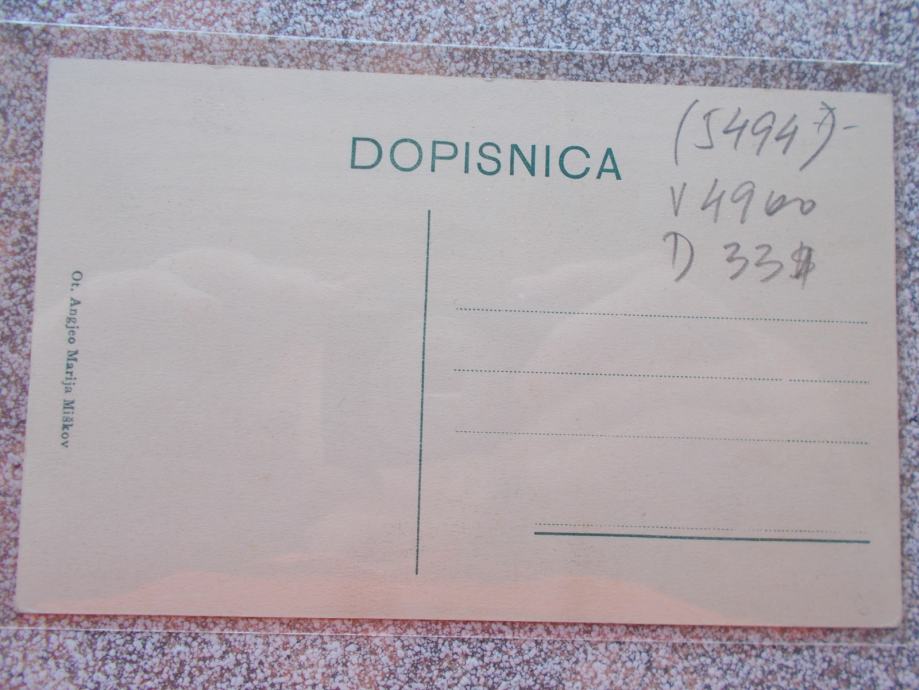 DOPISNICA
(5494)-
V 4900
D 33
Ot. Angjeo Marija Miškov